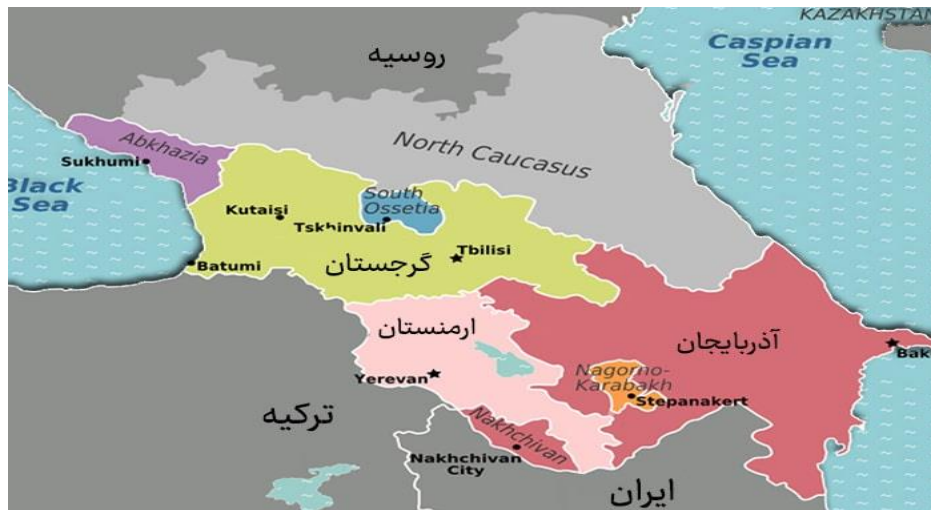 KAZAKHSTAN
روسیه
Caspian
Sea
Abkhazia
North Caucasus
Sukhumi
Black
Sea
South
Ossetia
Kutaisi
Tskhinvali
Tbilisi
Batumi
گرجستان
ارمنستان
آذربایجان
Bak
Nagorno-
Karabakh
Yerevan
Stepanakert
ترکیه
Nakhchivan
Nakhchivan
City
ایران